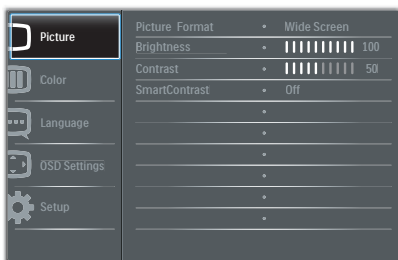 Picture
Color
Language
OSD Settings
Setup
Picture Format • Wide Screen
Brightness • 100
Contrast • 50
SmartContrast • Off